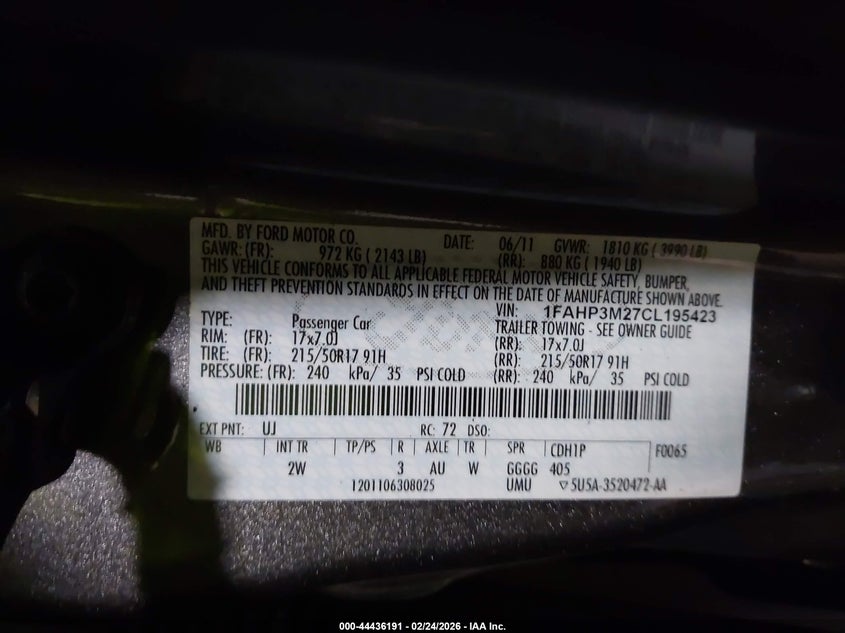 MFD. BY FORD MOTOR CO. DATE: 06/11 GVWR: 1810 KG ( 3990 LB)
GAWR: (FR): 972 KG ( 2143 LB) (RR): 880 KG ( 1940 LB)
THIS VEHICLE CONFORMS TO ALL APPLICABLE FEDERAL MOTOR VEHICLE SAFETY, BUMPER,
AND THEFT PREVENTION STANDARDS IN EFFECT ON THE DATE OF MANUFACTURE SHOWN ABOVE.
VIN: 1FAHP3M27CL195423
TYPE: Passenger Car TRAILER TOWING - SEE OWNER GUIDE
RIM: (FR): 17x7.0J (RR): 17x7.0J
TIRE: (FR): 215/50R17 91H (RR): 215/50R17 91H
PRESSURE: (FR): 240 kPa/ 35 PSI COLD (RR): 240 kPa/ 35 PSI COLD
EXT PNT: UJ RC: 72 DSO:
WB INT TR TP/PS R AXLE TR SPR CDH1P F0065
2W 3 AU W GGGG 405
1201106308025 UMU ▽5U5A-3520472-AA
000-44436191 - 02/24/2026 - IAA Inc.